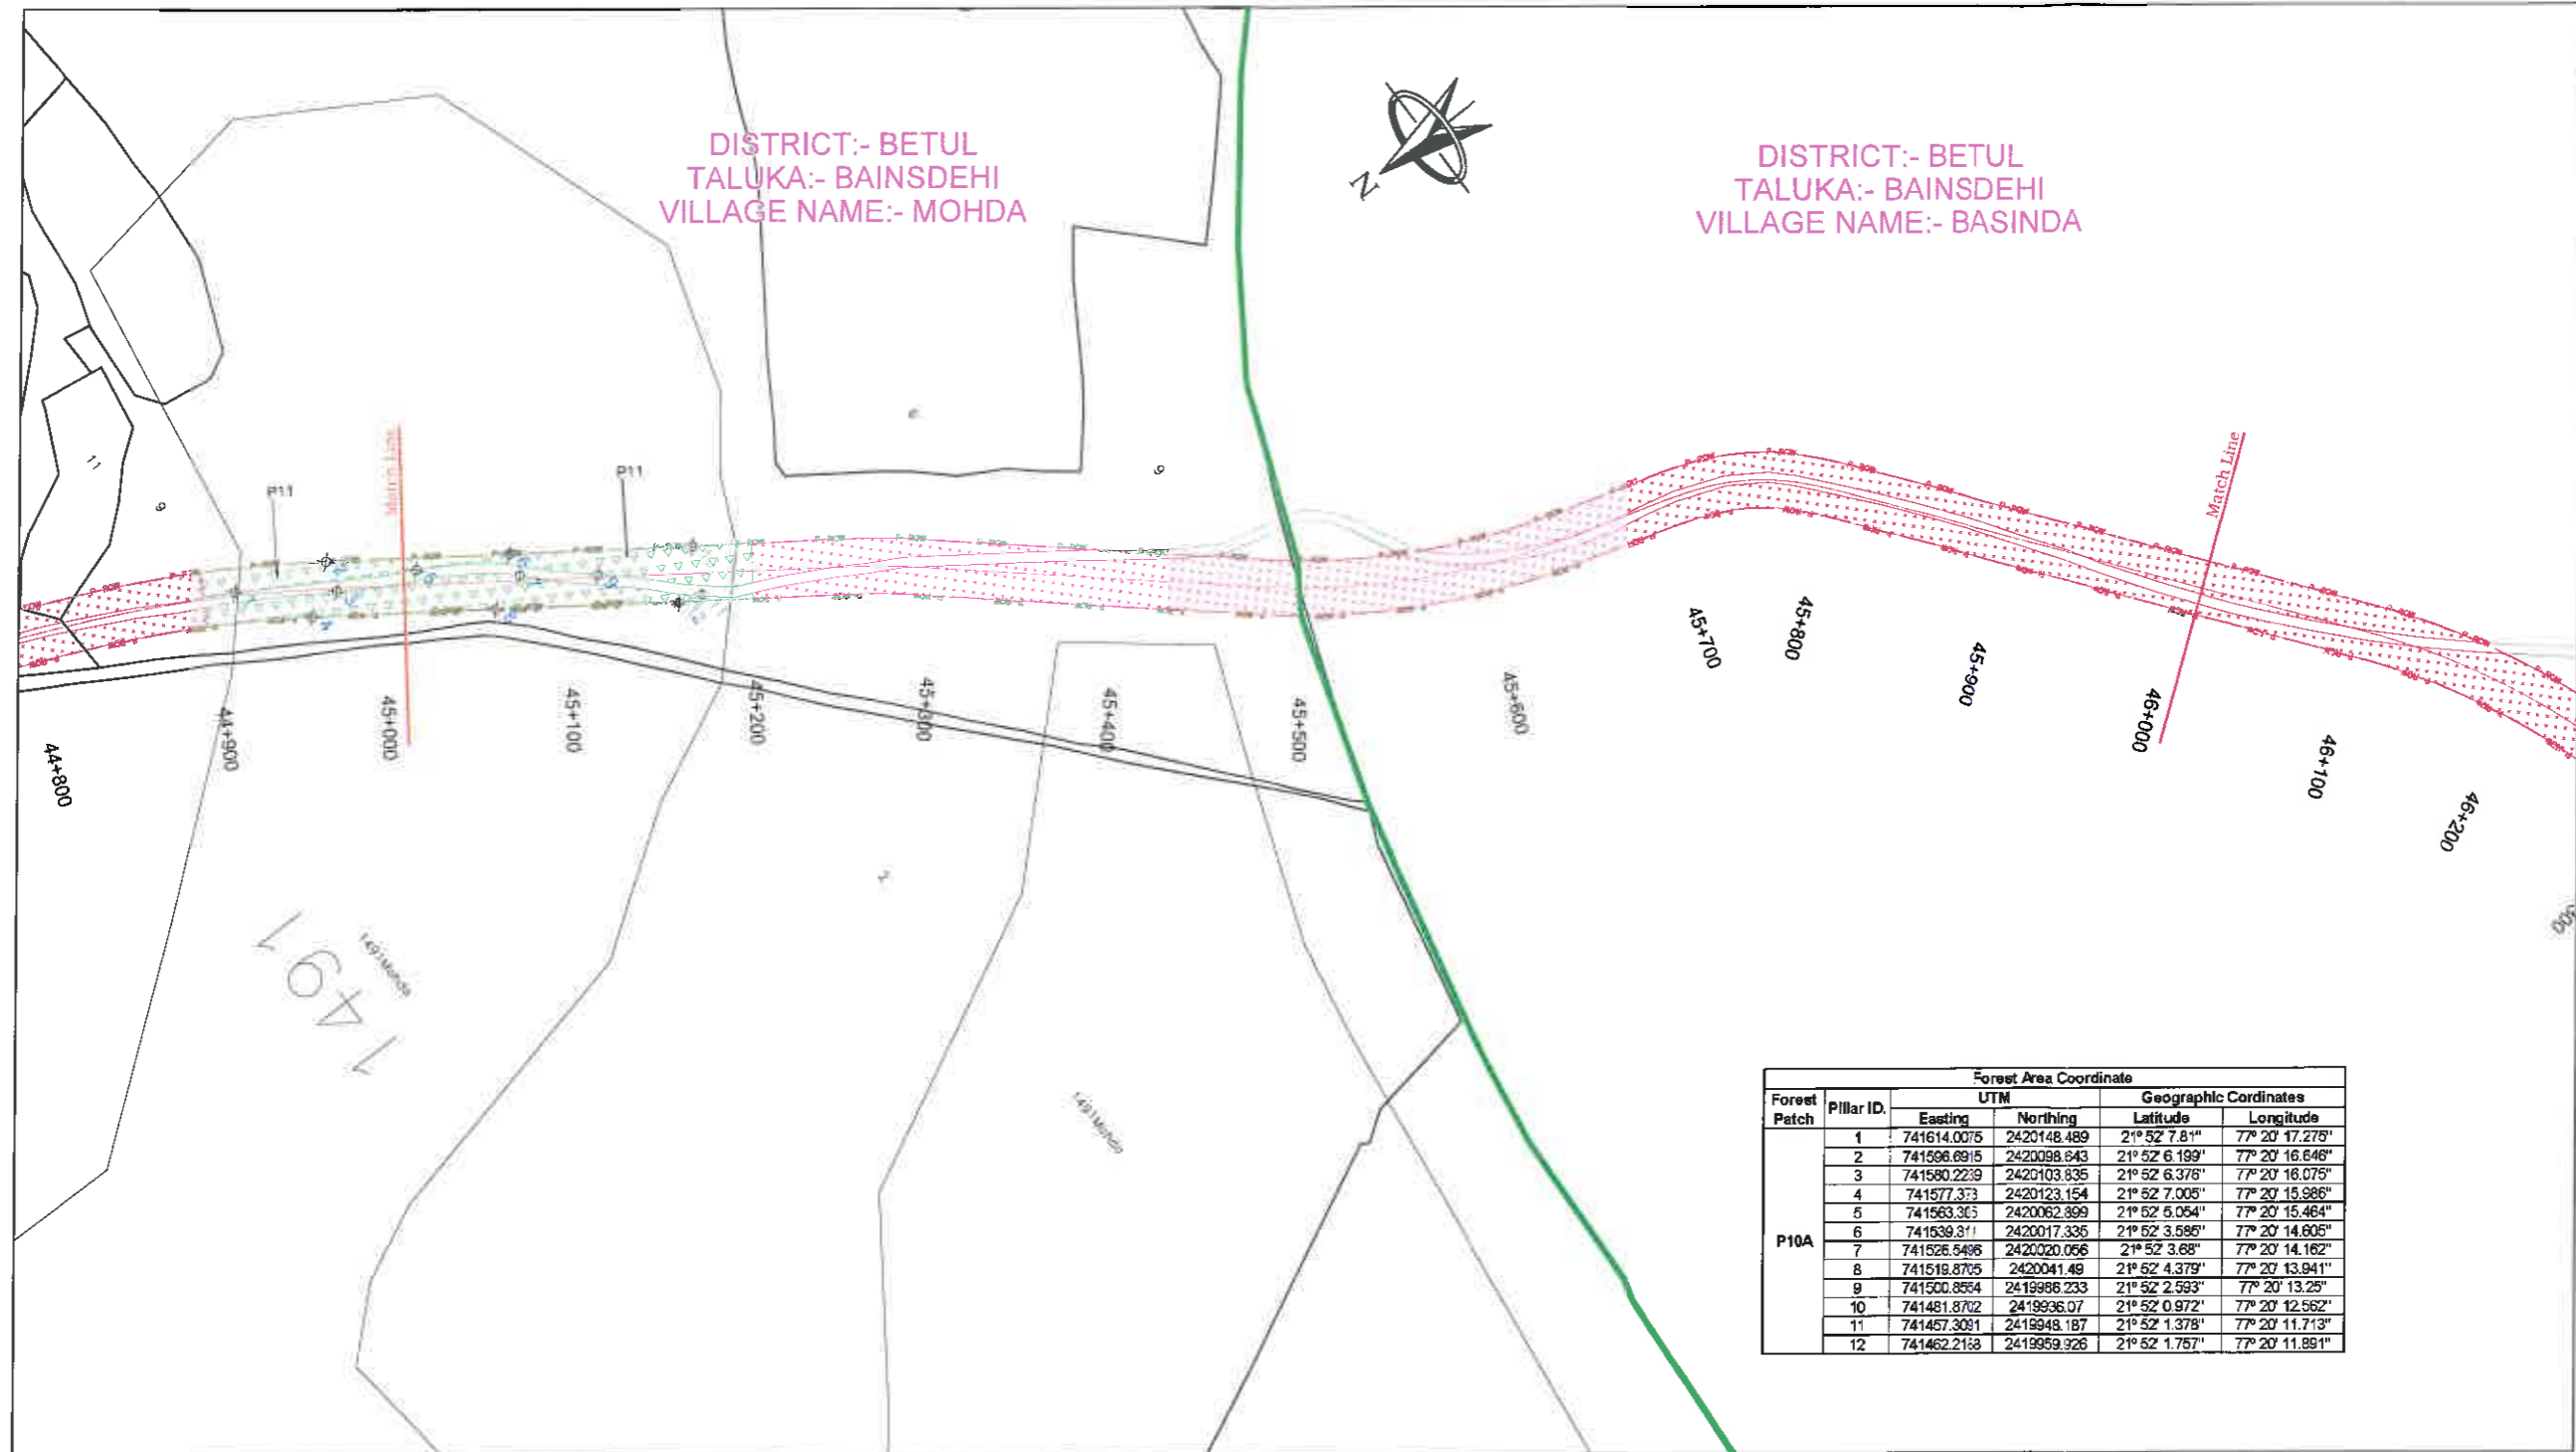 DISTRICT:- BETUL
TALUKA:- BAINSDEHI
VILLAGE NAME:- MOHDA
N
DISTRICT:- BETUL
TALUKA:- BAINSDEHI
VILLAGE NAME:- BASINDA
Match Line
Match Line
P11
P11
11
9
9
2
44+800
44+900
45+000
45+100
45+200
45+300
45+400
45+500
45+600
45+700
45+800
45+900
46+000
46+100
46+200
1491
1491Mohda
1491Mohda
Forest Area Coordinate
Forest Patch Pillar ID. UTM Geographic Cordinates
Easting Northing Latitude Longitude
P10A
1 741614.0075 2420148.489 21° 52' 7.81" 77° 20' 17.275"
2 741596.6915 2420098.643 21° 52' 6.199" 77° 20' 16.646"
3 741580.2239 2420103.835 21° 52' 6.376" 77° 20' 16.075"
4 741577.373 2420123.154 21° 52' 7.005" 77° 20' 15.986"
5 741563.305 2420062.899 21° 52' 5.054" 77° 20' 15.464"
6 741539.311 2420017.335 21° 52' 3.585" 77° 20' 14.605"
7 741526.5495 2420020.056 21° 52' 3.68" 77° 20' 14.162"
8 741519.8705 2420041.49 21° 52' 4.379" 77° 20' 13.941"
9 741500.8554 2419986.233 21° 52' 2.593" 77° 20' 13.25"
10 741481.8702 2419936.07 21° 52' 0.972" 77° 20' 12.562"
11 741457.3091 2419948.187 21° 52' 1.378" 77° 20' 11.713"
12 741462.2168 2419959.926 21° 52' 1.757" 77° 20' 11.891"